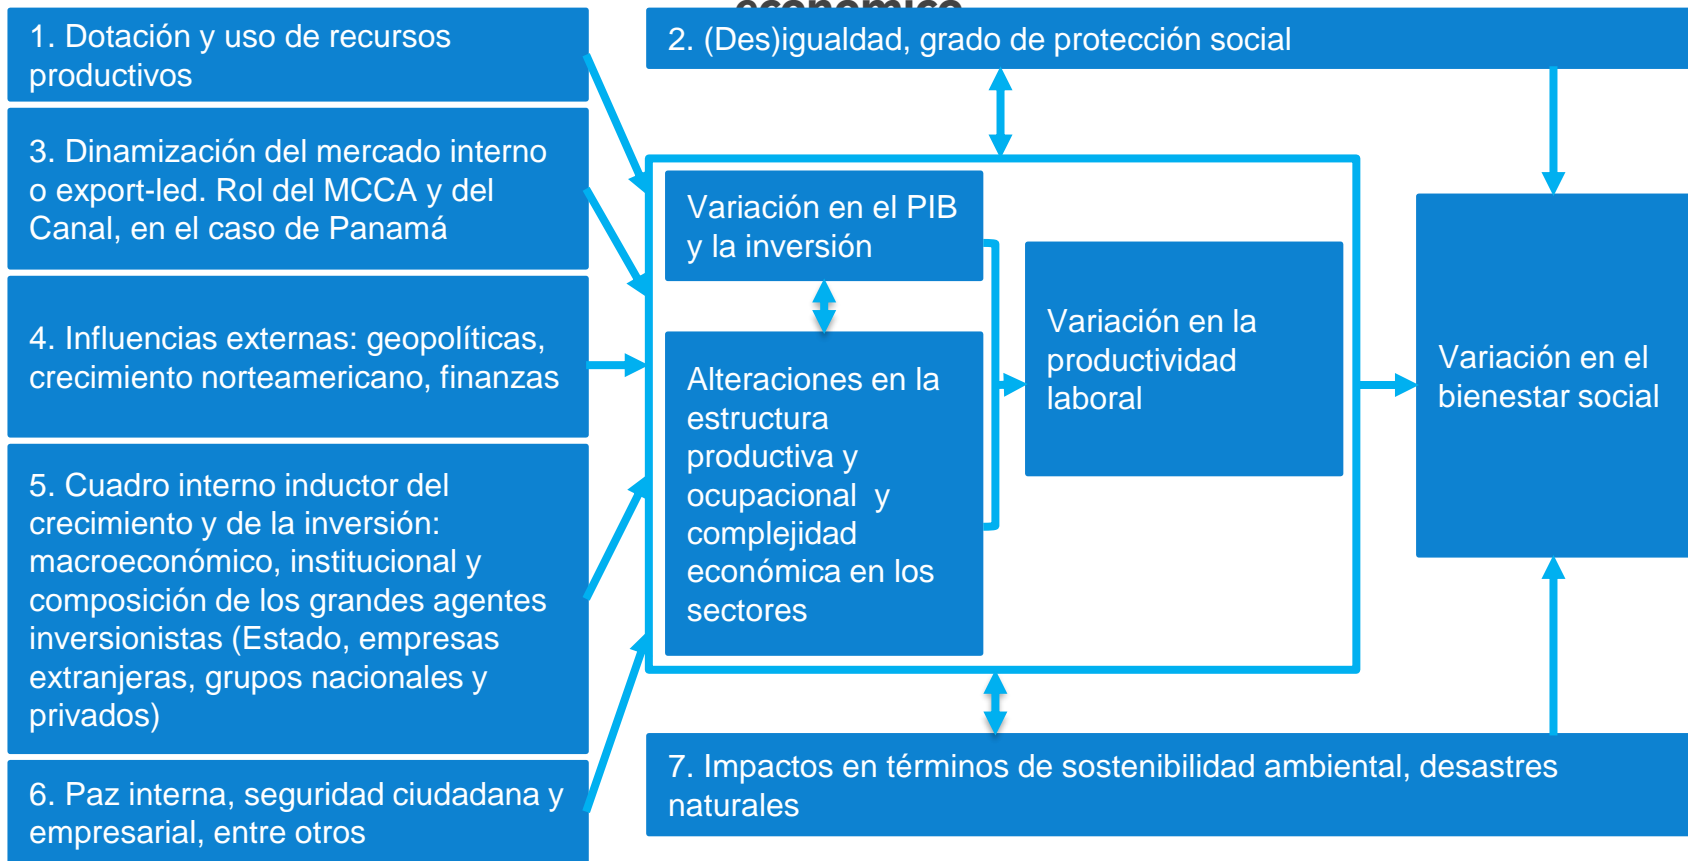 económico
1. Dotación y uso de recursos
productivos
2. (Des)igualdad, grado de protección social
3. Dinamización del mercado interno
o export-led. Rol del MCCA y del
Canal, en el caso de Panamá
4. Influencias externas: geopolíticas,
crecimiento norteamericano, finanzas
5. Cuadro interno inductor del
crecimiento y de la inversión:
macroeconómico, institucional y
composición de los grandes agentes
inversionistas (Estado, empresas
extranjeras, grupos nacionales y
privados)
6. Paz interna, seguridad ciudadana y
empresarial, entre otros
Variación en el PIB
y la inversión
Alteraciones en la
estructura
productiva y
ocupacional y
complejidad
económica en los
sectores
Variación en la
productividad
laboral
Variación en el
bienestar social
7. Impactos en términos de sostenibilidad ambiental, desastres
naturales